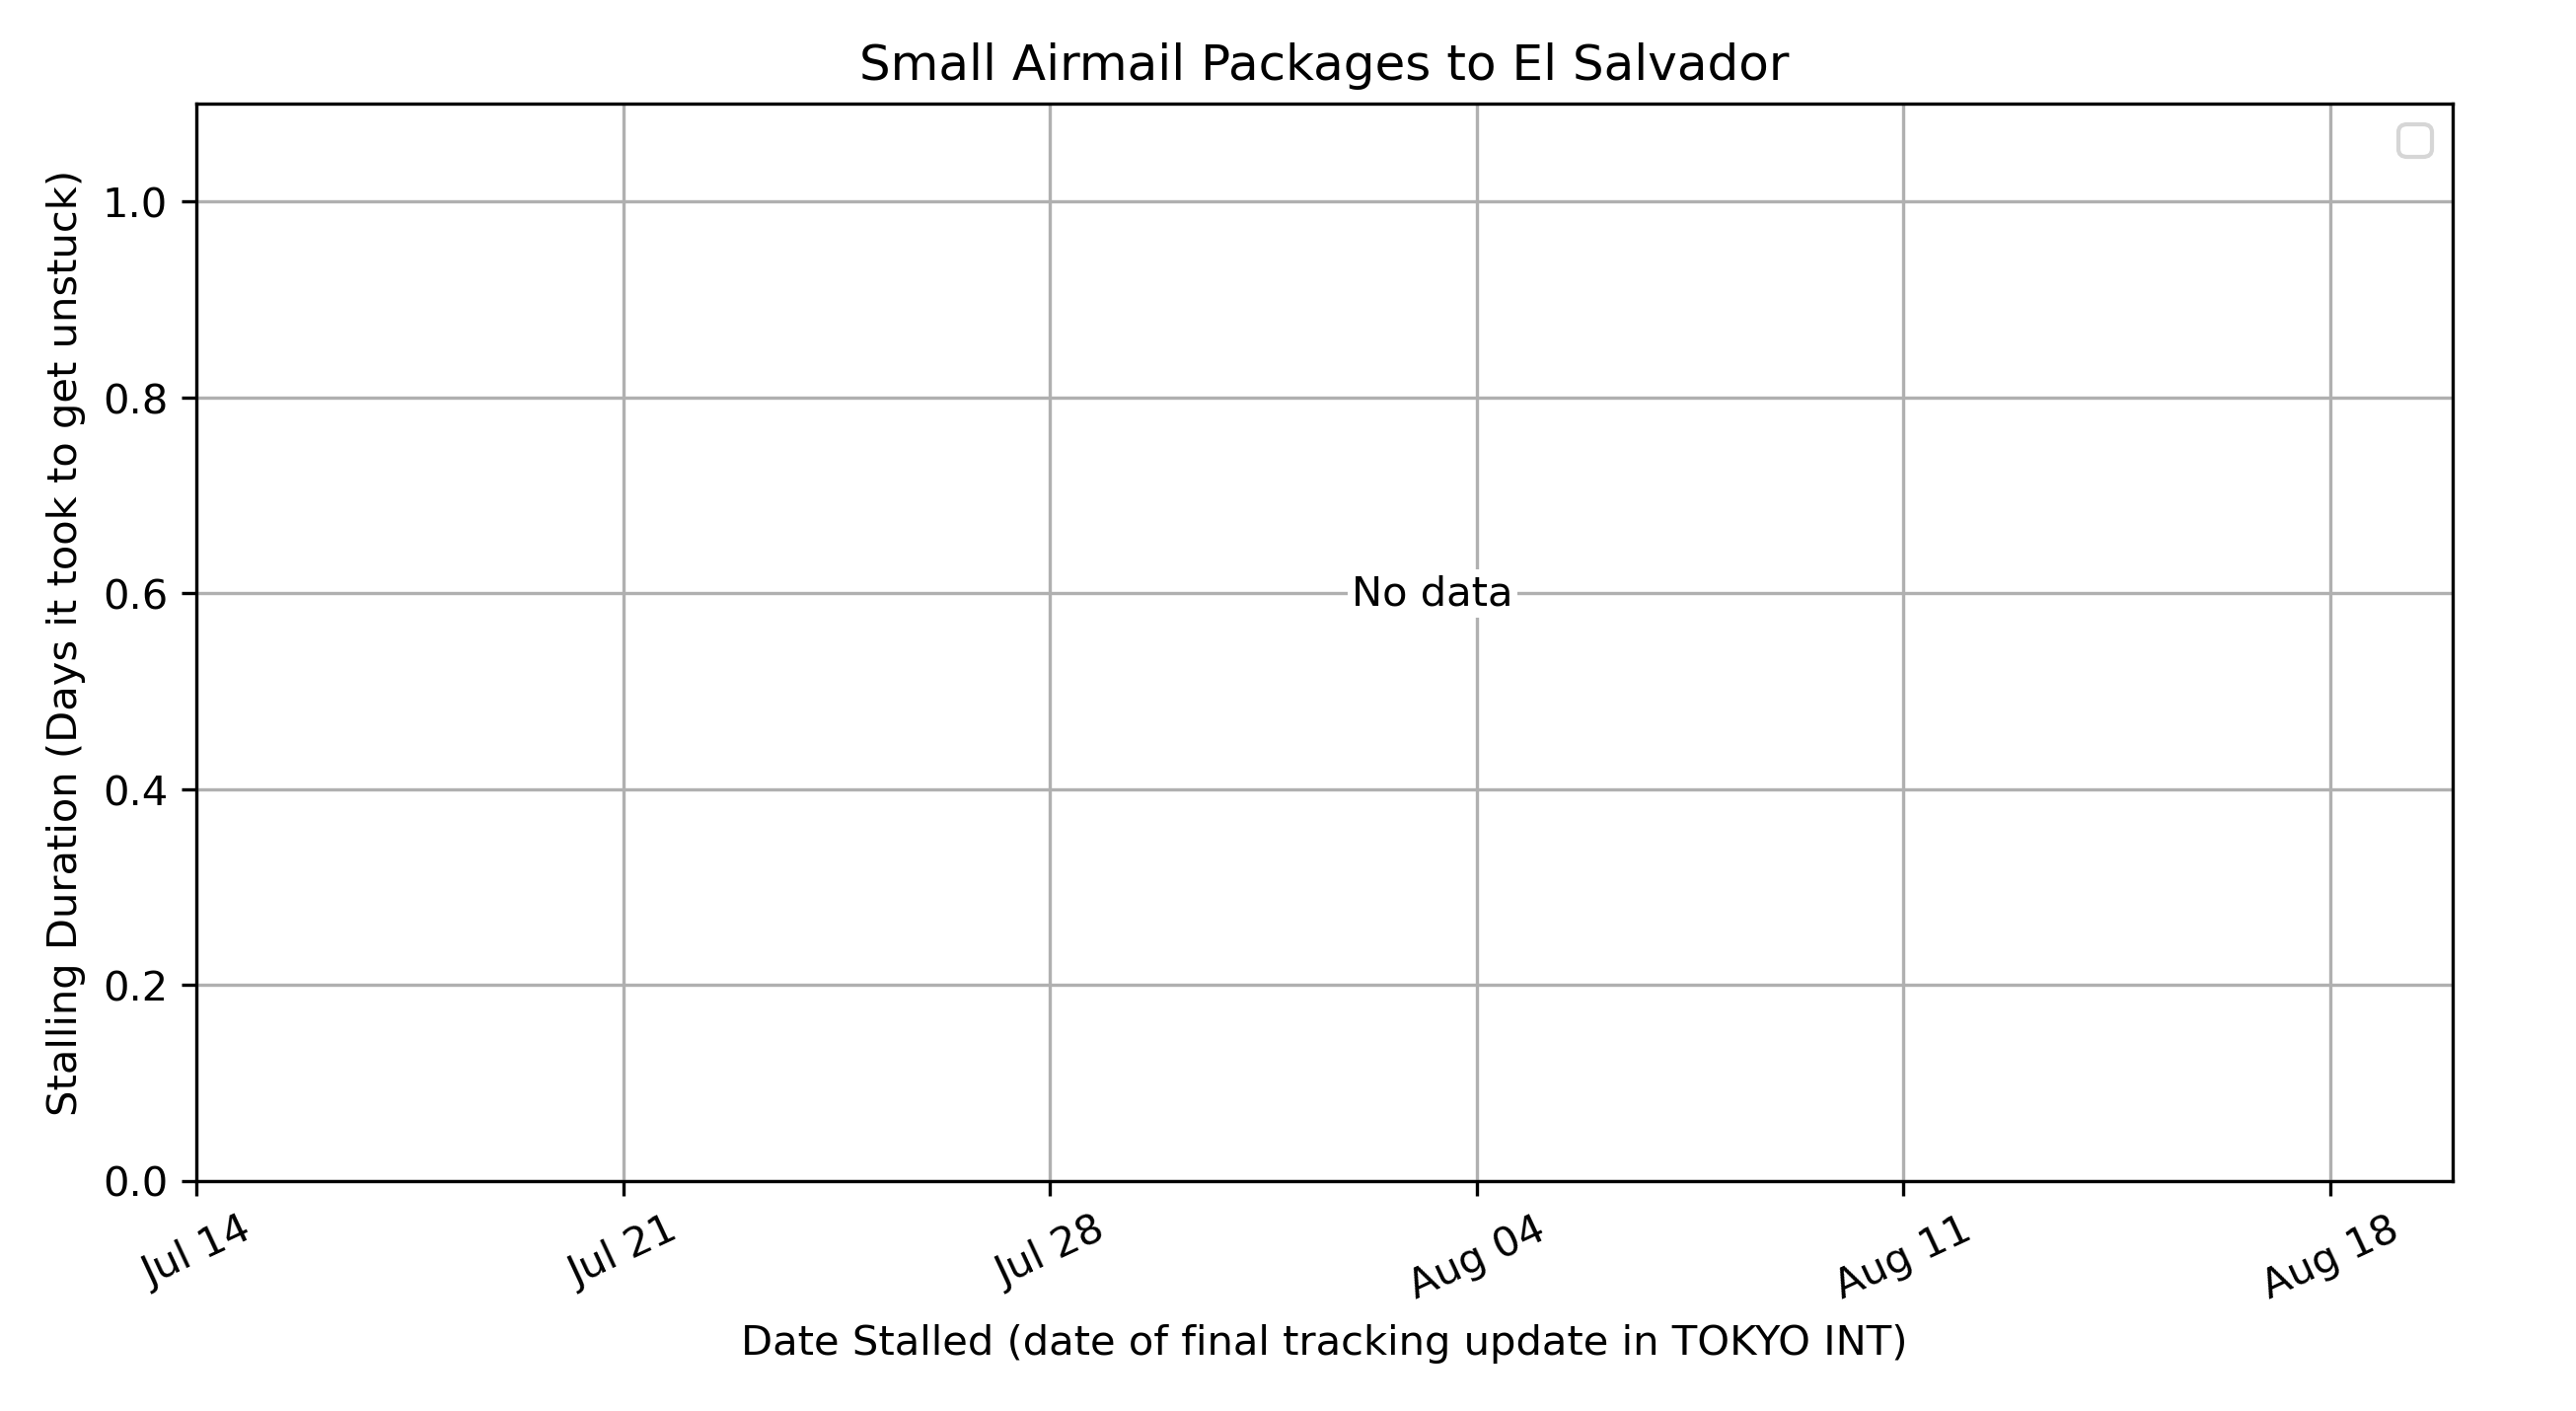 Small Airmail Packages to El Salvador
Stalling Duration (Days it took to get unstuck)
1.0
0.8
0.6
0.4
0.2
0.0
No data
Jul 14
Jul 21
Jul 28
Aug 04
Aug 11
Aug 18
Date Stalled (date of final tracking update in TOKYO INT)